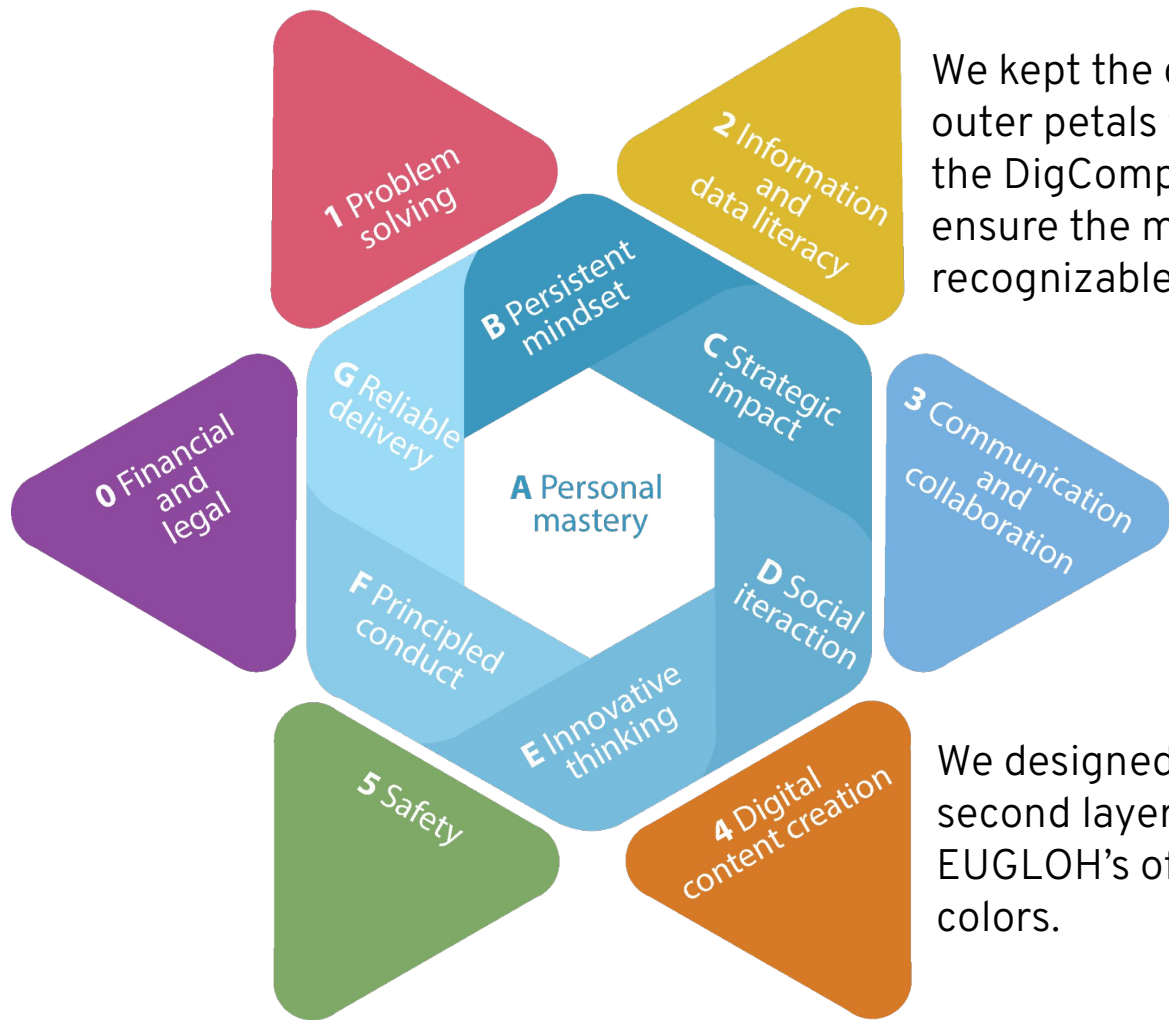 1 Problem
solving
2 Information
and
data literacy
We kept the
outer petals
the DigComp
ensure the
recognizable
B Persistent
mindset
C Strategic
impact
G Reliable
delivery
3 Communication
and
collaboration
0 Financial
and
legal
A Personal
mastery
D Social
iteraction
F Principled
conduct
E Innovative
thinking
5 Safety
4 Digital
content creation
We designed
second layer
EUGLOH's
colors.